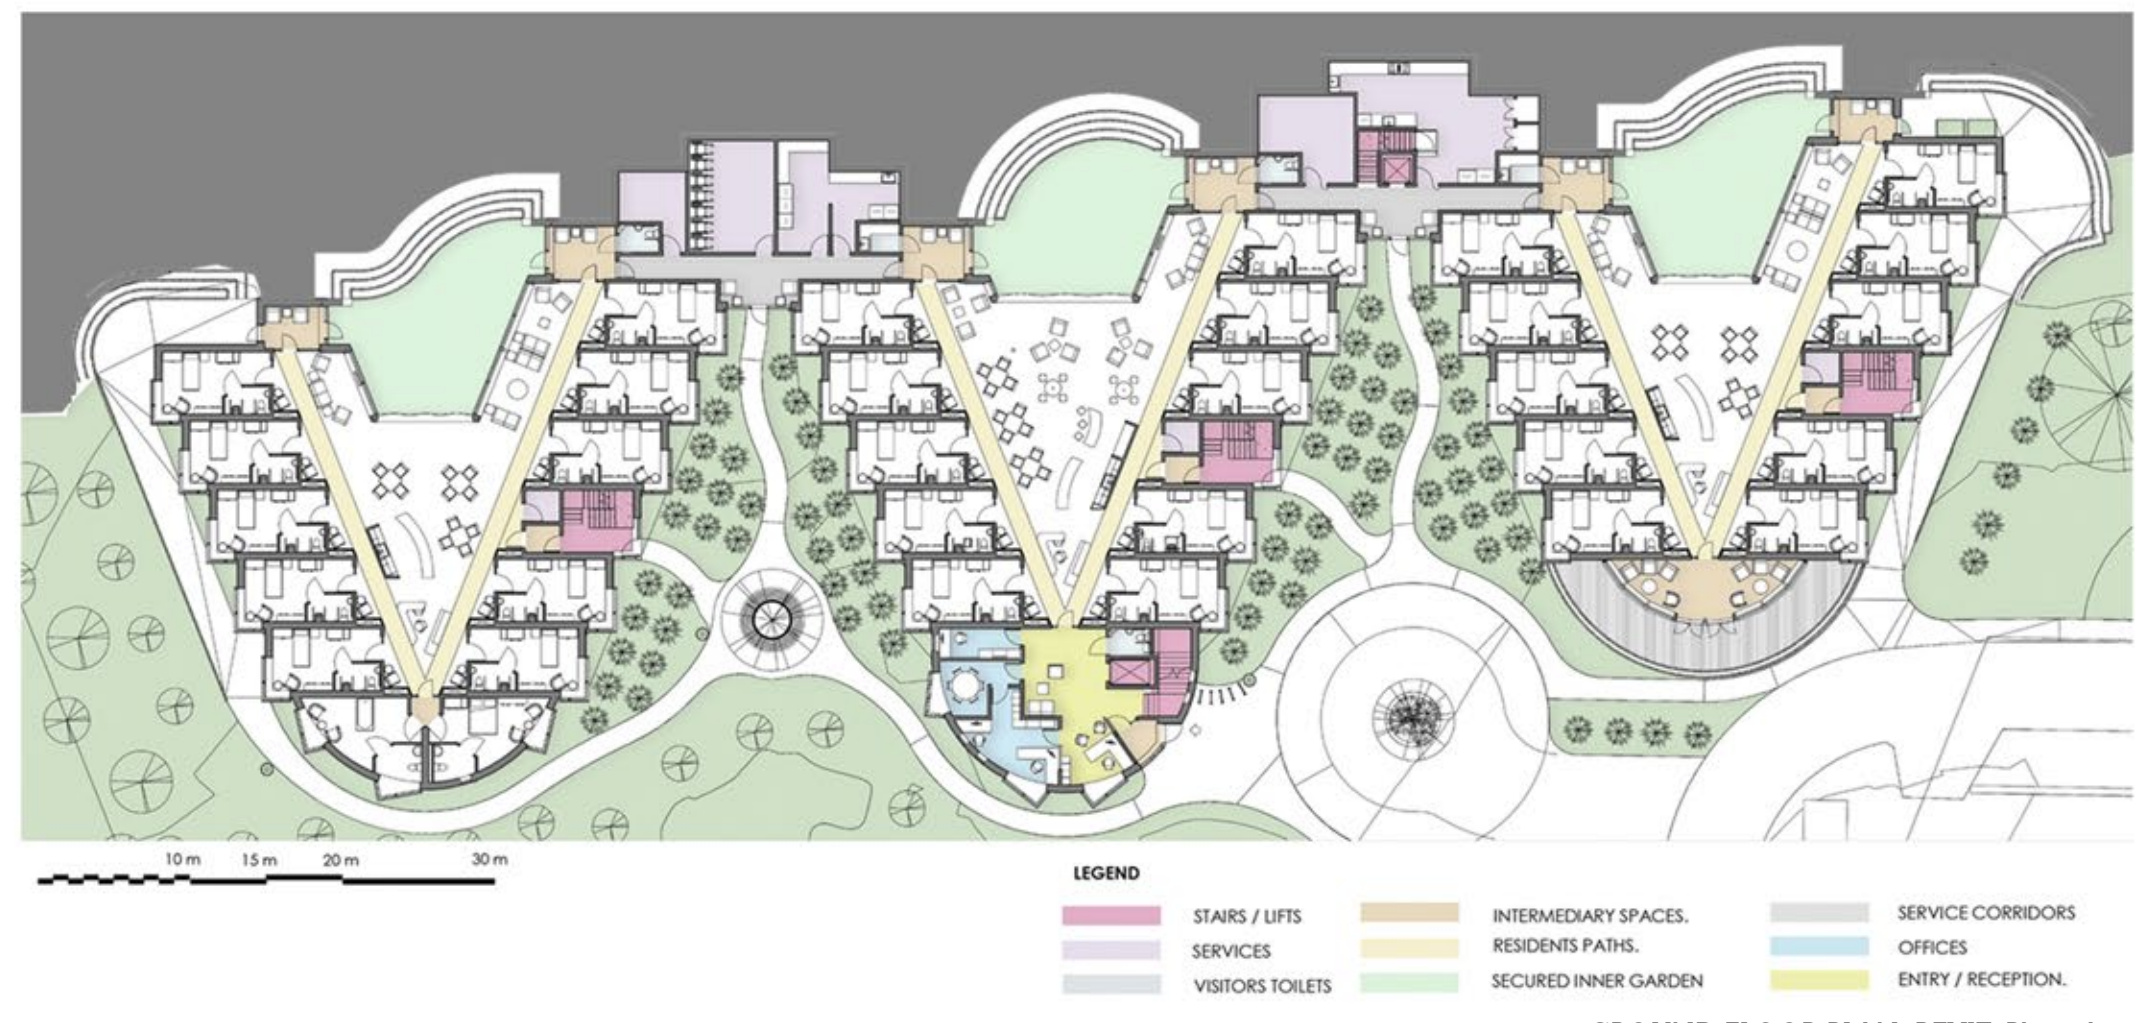 10 m 15 m 20 m 30 m
LEGEND
STAIRS / LIFTS
SERVICES
VISITORS TOILETS
INTERMEDIARY SPACES.
RESIDENTS PATHS.
SECURED INNER GARDEN
SERVICE CORRIDORS
OFFICES
ENTRY / RECEPTION.